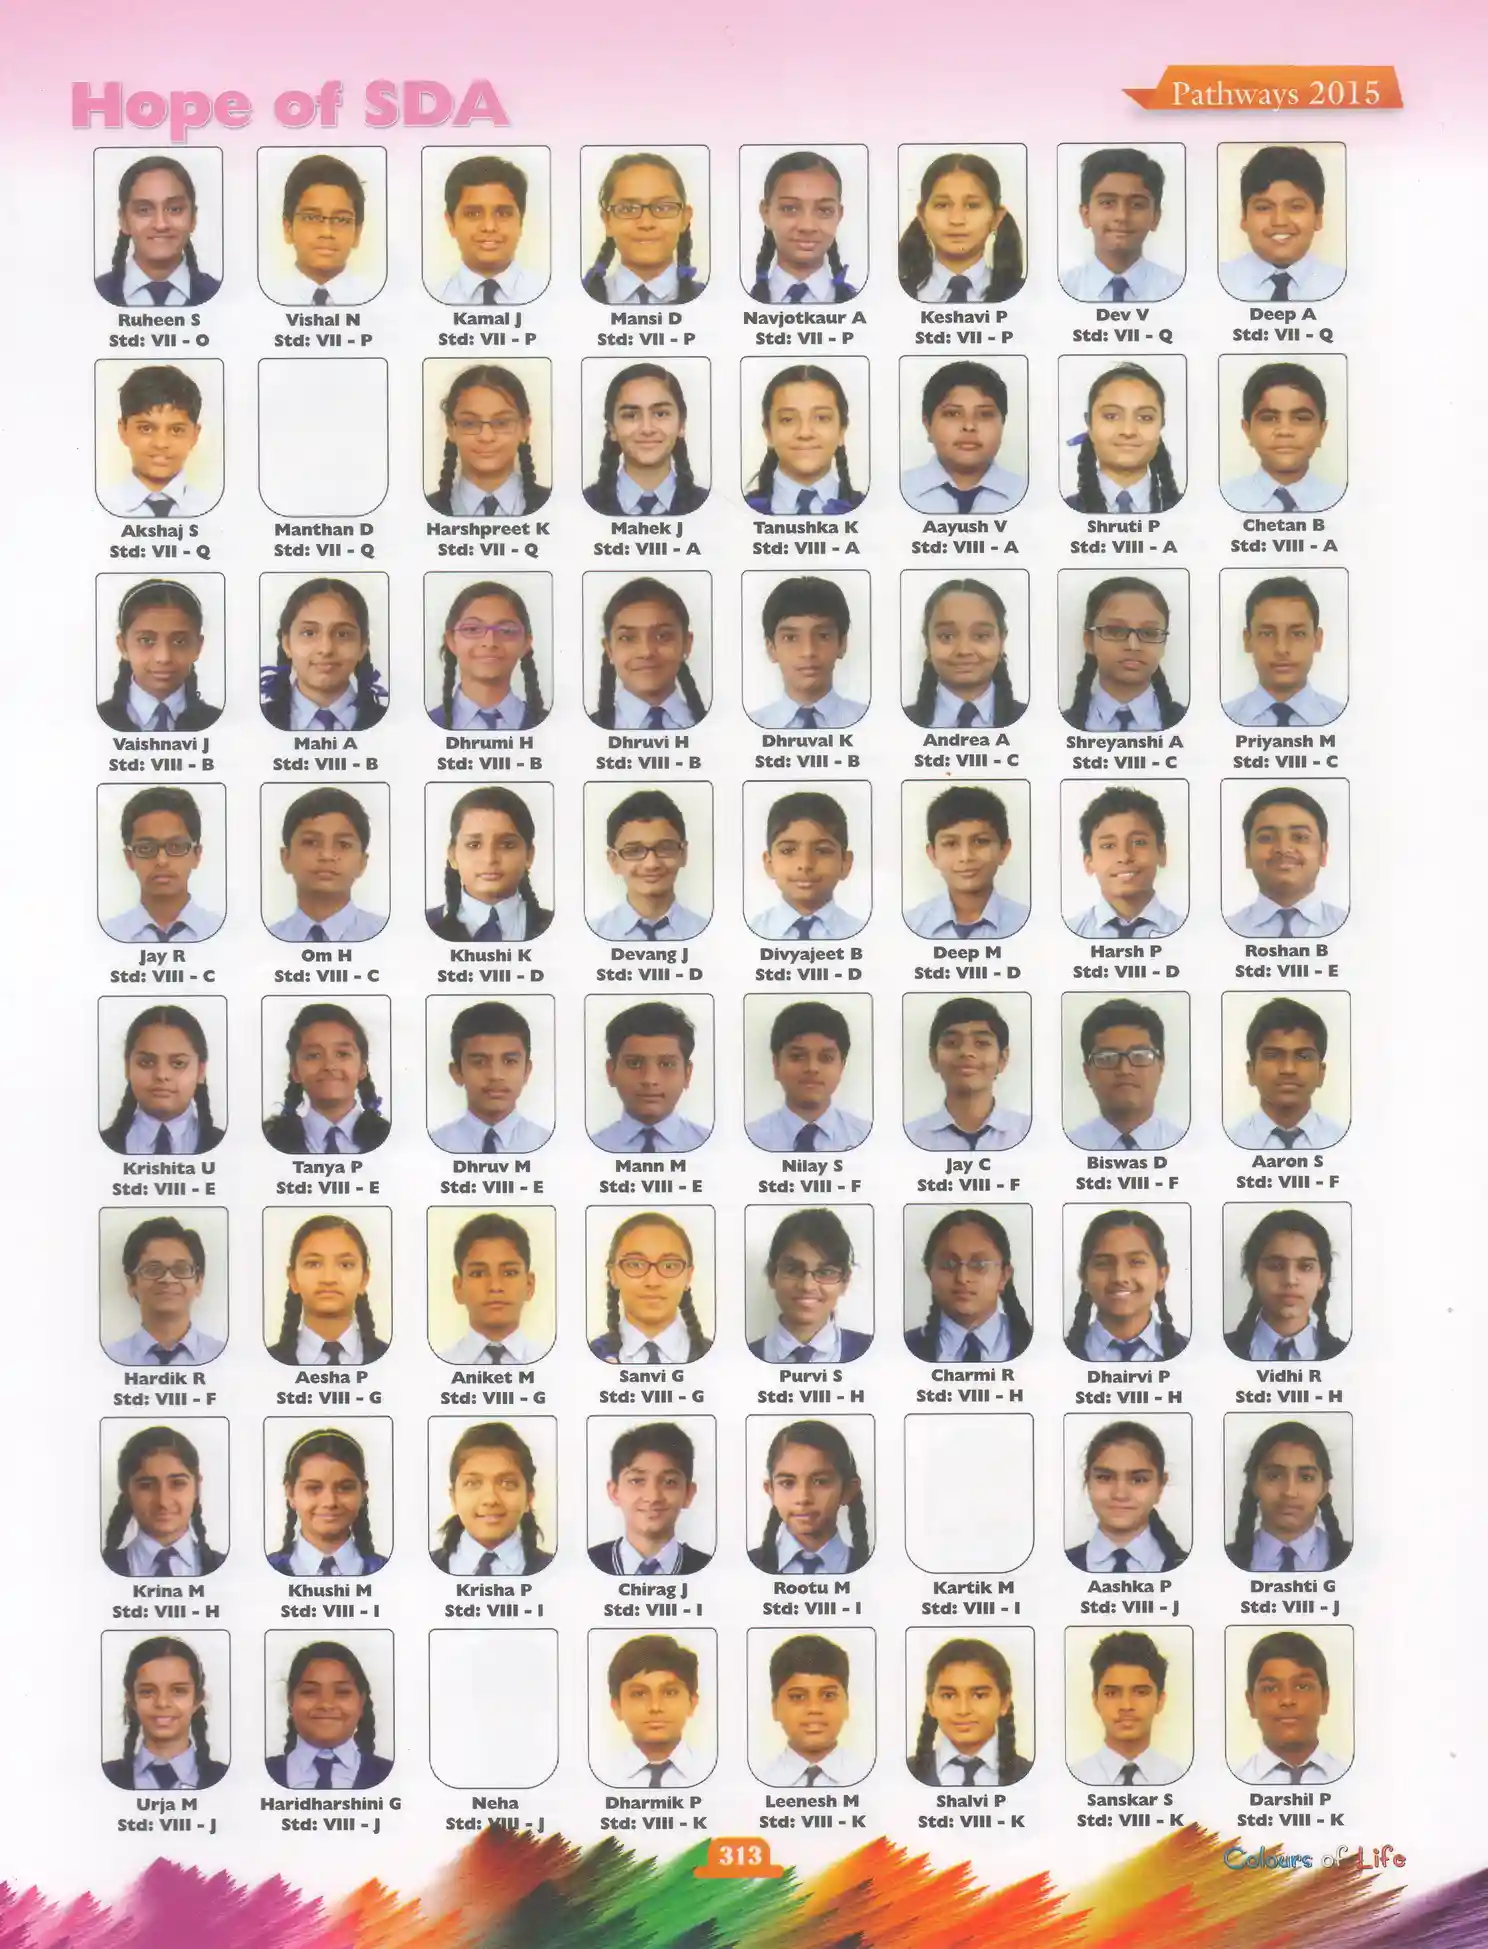 Hope of SDA
Pathways 2015
Ruheen S
Std: VII - O
Vishal N
Std: VII - P
Kamal J
Std: VII - P
Mansi D
Std: VII - P
Navjotkaur A
Std: VII - P
Keshavi P
Std: VII - P
Dev V
Std: VII - Q
Deep A
Std: VII - Q
Akshaj S
Std: VII - Q
Manthan D
Std: VII - Q
Harshpreet K
Std: VII - Q
Mahek J
Std: VIII - A
Tanushka K
Std: VIII - A
Aayush V
Std: VIII - A
Shruti P
Std: VIII - A
Chetan B
Std: VIII - A
Vaishnavi J
Std: VIII - B
Mahi A
Std: VIII - B
Dhrumi H
Std: VIII - B
Dhruvi H
Std: VIII - B
Dhruval K
Std: VIII - B
Andrea A
Std: VIII - C
Shreyanshi A
Std: VIII - C
Priyansh M
Std: VIII - C
Jay R
Std: VIII - C
Om H
Std: VIII - C
Khushi K
Std: VIII - D
Devang J
Std: VIII - D
Divyajeet B
Std: VIII - D
Deep M
Std: VIII - D
Harsh P
Std: VIII - D
Roshan B
Std: VIII - E
Krishita U
Std: VIII - E
Tanya P
Std: VIII - E
Dhruv M
Std: VIII - E
Mann M
Std: VIII - E
Nilay S
Std: VIII - F
Jay C
Std: VIII - F
Biswas D
Std: VIII - F
Aaron S
Std: VIII - F
Hardik R
Std: VIII - F
Aesha P
Std: VIII - G
Aniket M
Std: VIII - G
Sanvi G
Std: VIII - G
Purvi S
Std: VIII - H
Charmi R
Std: VIII - H
Dhairvi P
Std: VIII - H
Vidhi R
Std: VIII - H
Krina M
Std: VIII - H
Khushi M
Std: VIII - I
Krisha P
Std: VIII - I
Chirag J
Std: VIII - I
Rootu M
Std: VIII - I
Kartik M
Std: VIII - I
Aashka P
Std: VIII - J
Drashti G
Std: VIII - J
Urja M
Std: VIII - J
Haridharshini G
Std: VIII - J
Neha
Std: VIII - J
Dharmik P
Std: VIII - K
Leenesh M
Std: VIII - K
Shalvi P
Std: VIII - K
Sanskar S
Std: VIII - K
Darshil P
Std: VIII - K
313
Colours of Life